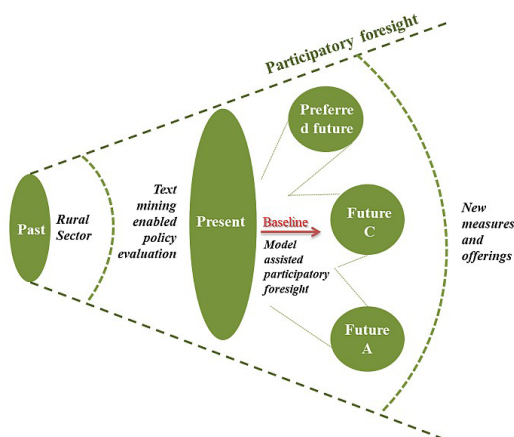 Participatory foresight
Past
Rural
Sector
Text
mining
enabled
policy
evaluation
Present
Baseline
Model
assisted
participatory
foresight
Preferre
d future
Future
C
Future
A
New
measures
and
offerings